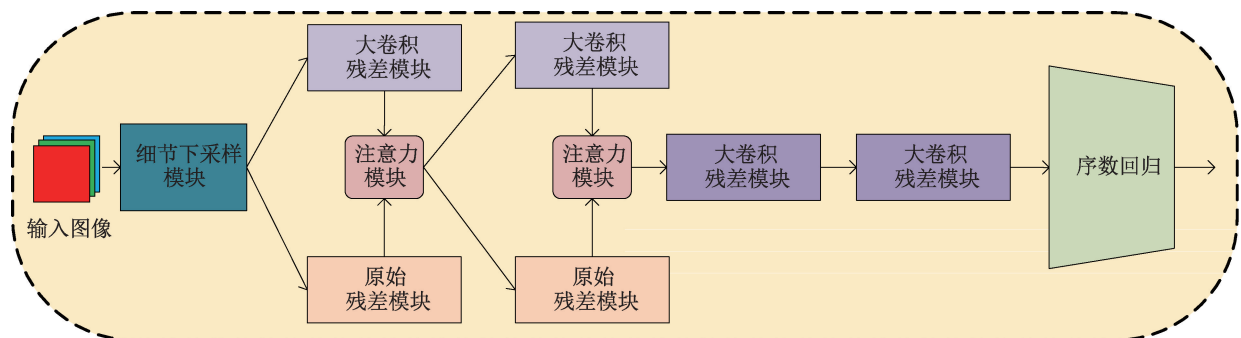 输入图像
细节下采样
模块
大卷积
残差模块
注意力
模块
原始
残差模块
大卷积
残差模块
注意力
模块
原始
残差模块
大卷积
残差模块
大卷积
残差模块
序数回归